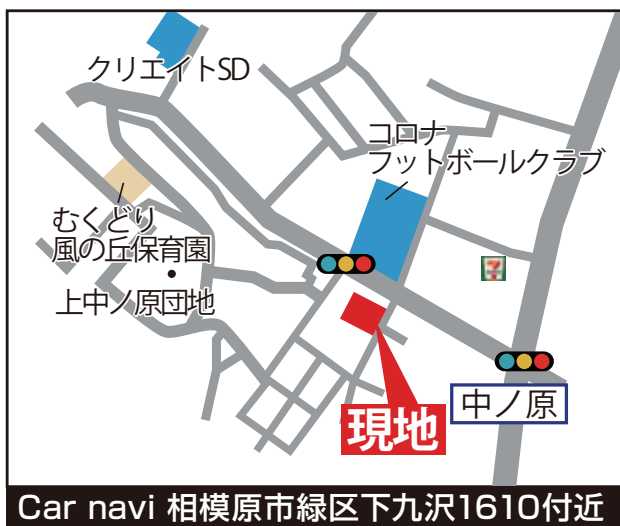 クリエイトSD
コロナ
フットボールクラブ
むくどり
風の丘保育園
上中ノ原団地
7
現地
中ノ原
Car navi 相模原市緑区下九沢1610付近